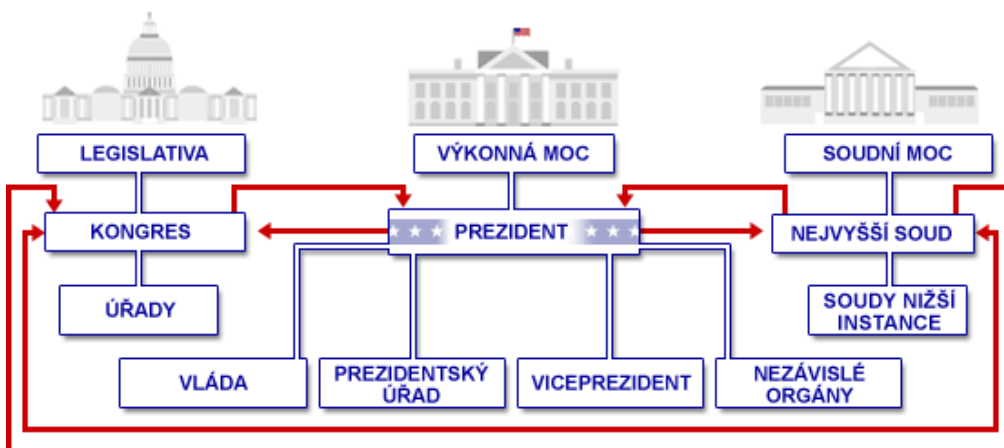 LEGISLATIVA
VÝKONNÁ MOC
SOUDNÍ MOC
KONGRES
PREZIDENT
NEJVYŠŠÍ SOUD
ÚŘADY
SOUDY NIŽŠÍ
INSTANCE
VLÁDA
PREZIDENTSKÝ
ÚŘAD
VICEPREZIDENT
NEZÁVISLÉ
ORGÁNY